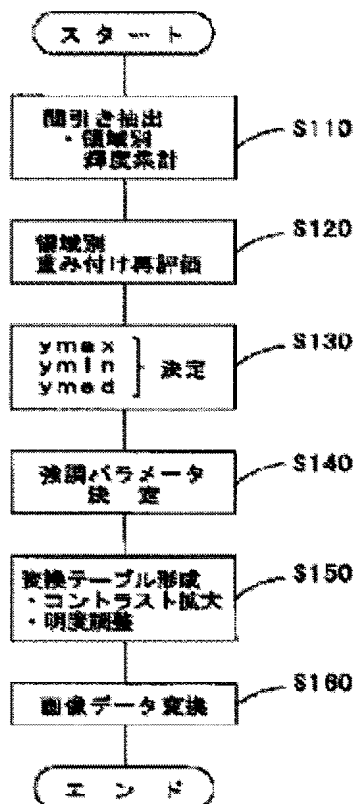 スタート
間引き抽出
・領域別
輝度集計
S110
領域別
重み付け再評価
S120
ymax
ymin
ymed
決定
S130
強調パラメータ
決定
S140
変換テーブル形成
・コントラスト拡大
・明度調整
S150
画像データ変換
S160
エンド